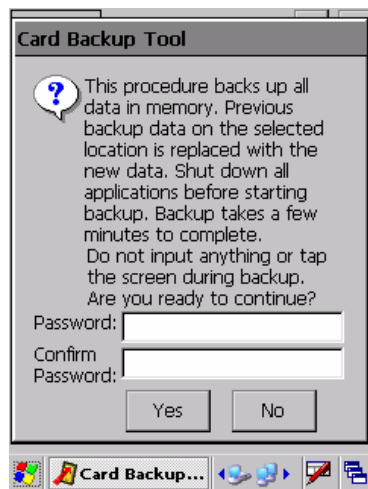 Card Backup Tool
?
This procedure backs up all
data in memory. Previous
backup data on the selected
location is replaced with the
new data. Shut down all
applications before starting
backup. Backup takes a few
minutes to complete.
Do not input anything or tap
the screen during backup.
Are you ready to continue?
Password:
Confirm
Password:
Yes No
Card Backup...